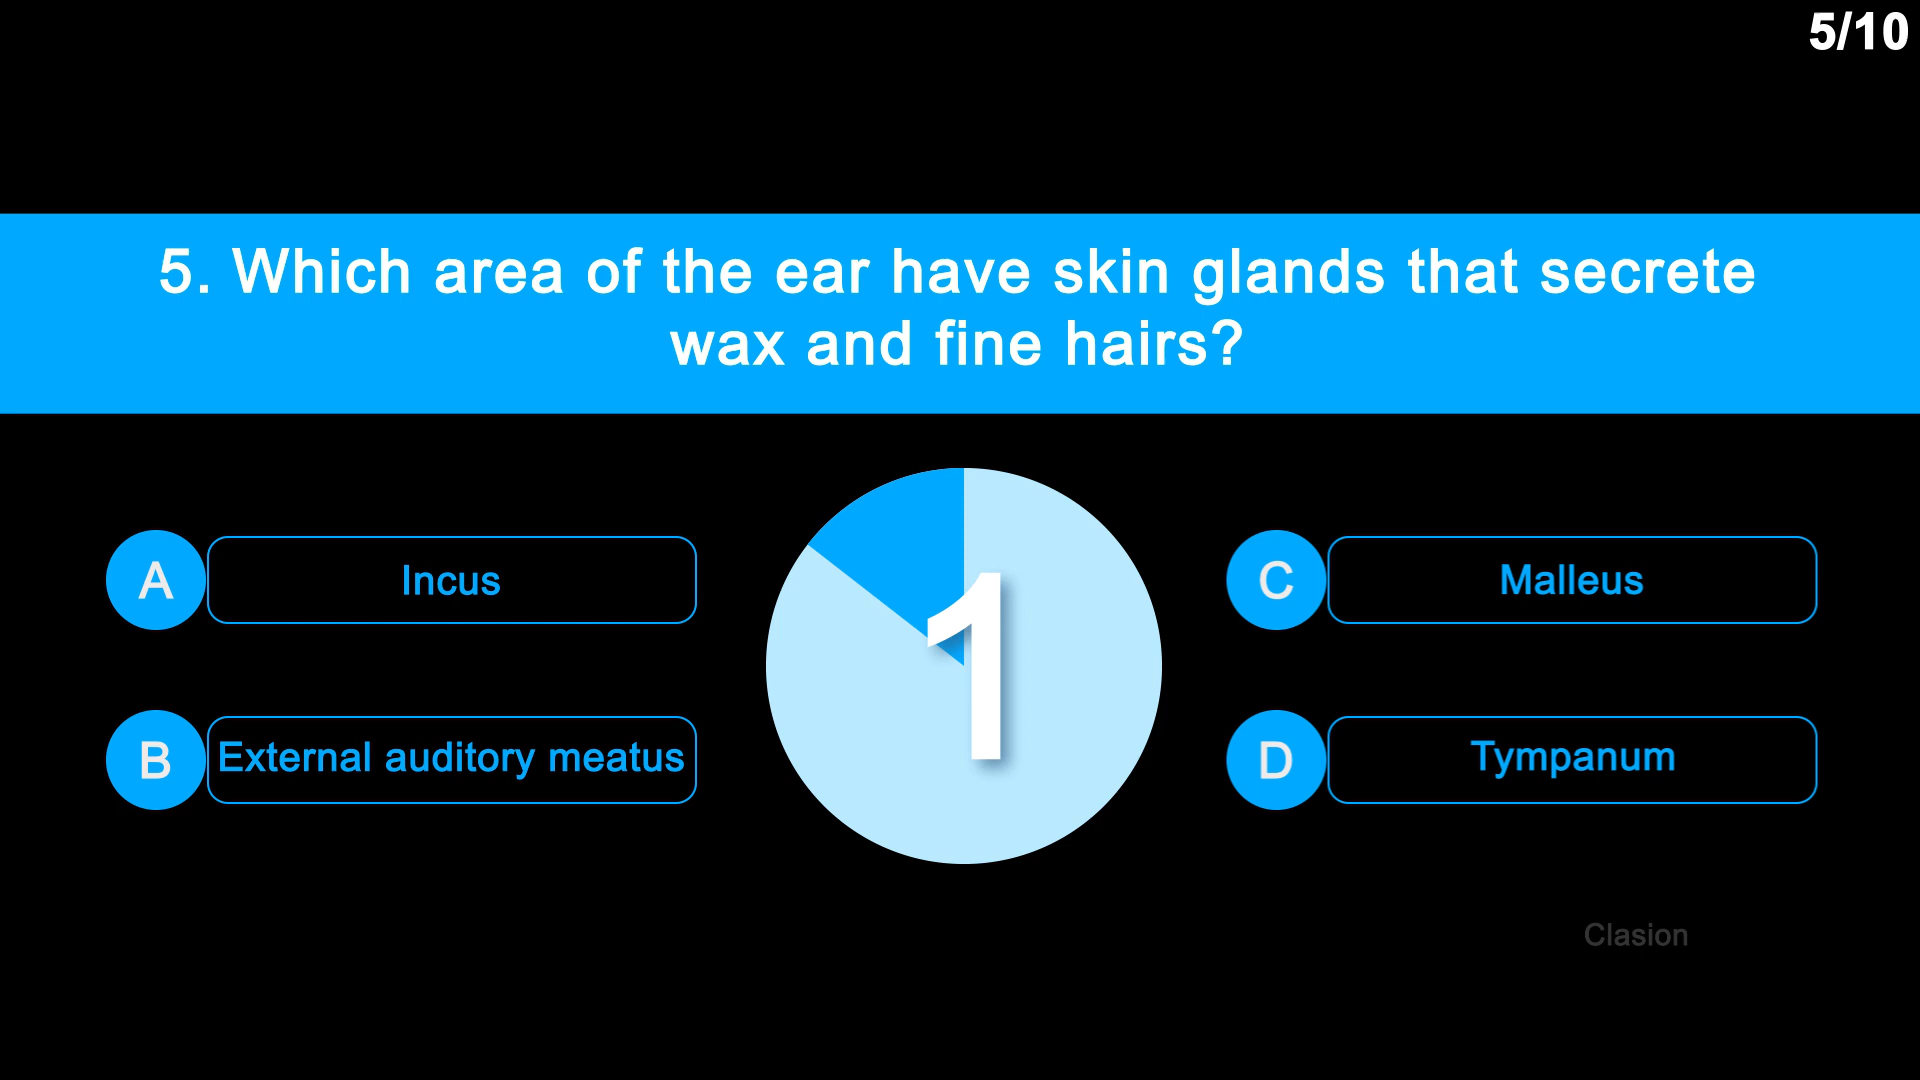 5/10
5. Which area of the ear have skin glands that secrete
wax and fine hairs?
A
Incus
B
External auditory meatus
1
C
Malleus
D
Tympanum
Clasion